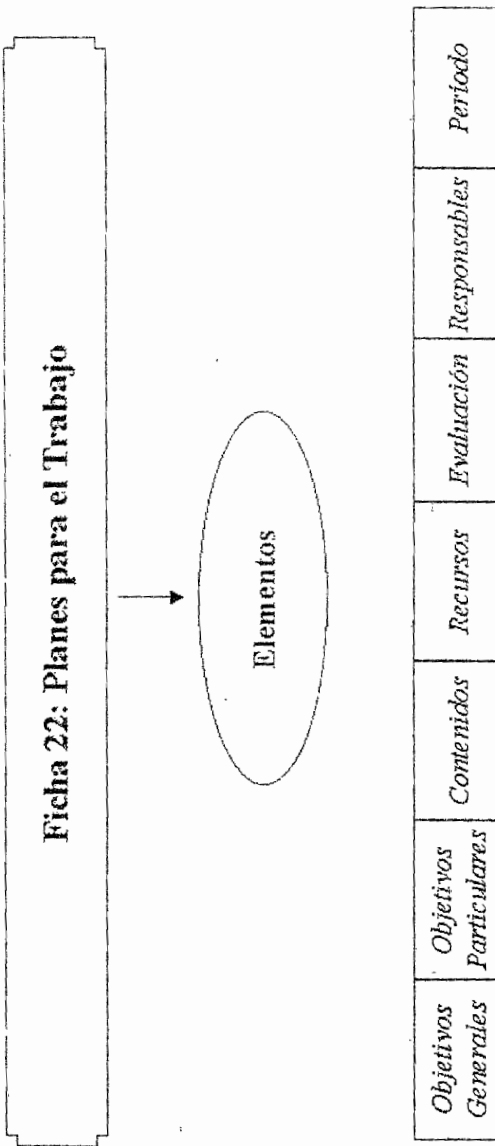 Ficha 22: Planes para el Trabajo
Elementos
Objetivos
Generales
Objetivos
Particulares
Contenidos
Recursos
Evaluación
Responsables
Periodo